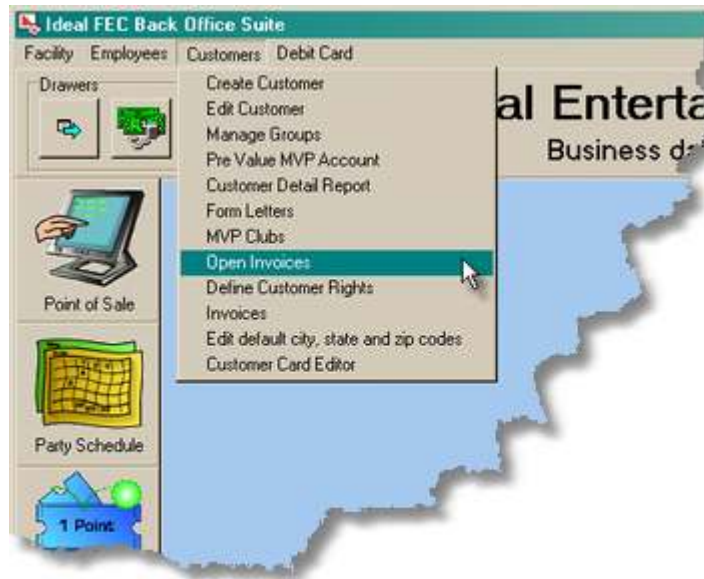 Ideal FEC Back Office Suite
Facility Employees Customers Debit Card
Drawers
Create Customer
Edit Customer
Manage Groups
Pre Value MVP Account
Customer Detail Report
Form Letters
MVP Clubs
Open Invoices
Define Customer Rights
Invoices
Edit default city, state and zip codes
Customer Card Editor
al Enterta
Business da
Point of Sale
Party Schedule
1 Point